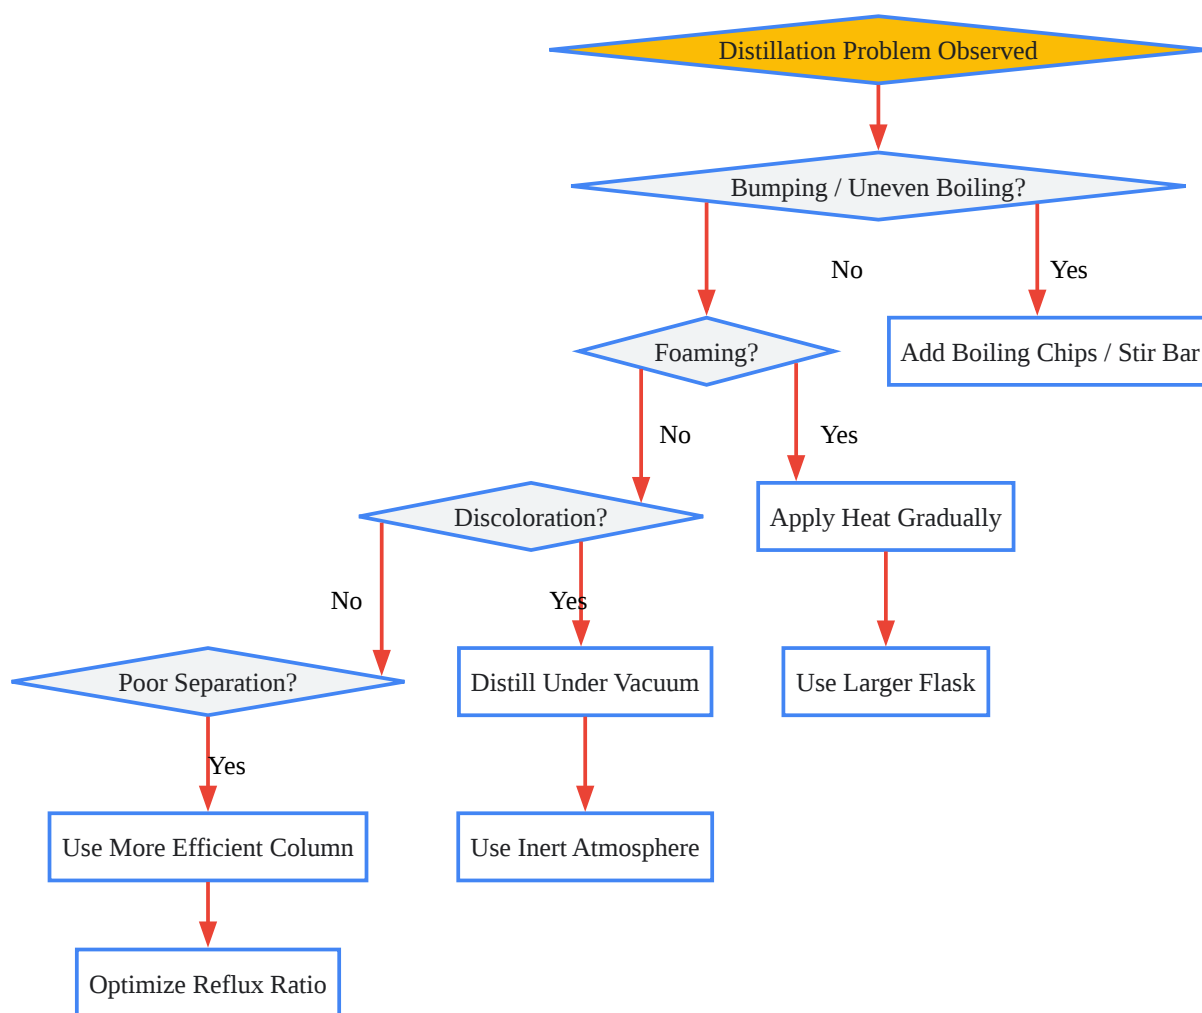 Distillation Problem Observed
Bumping / Uneven Boiling?
No
Yes
Foaming?
Add Boiling Chips / Stir Bar
No
Yes
Discoloration?
Apply Heat Gradually
No
Yes
Poor Separation?
Distill Under Vacuum
Use Larger Flask
Yes
Use More Efficient Column
Use Inert Atmosphere
Optimize Reflux Ratio